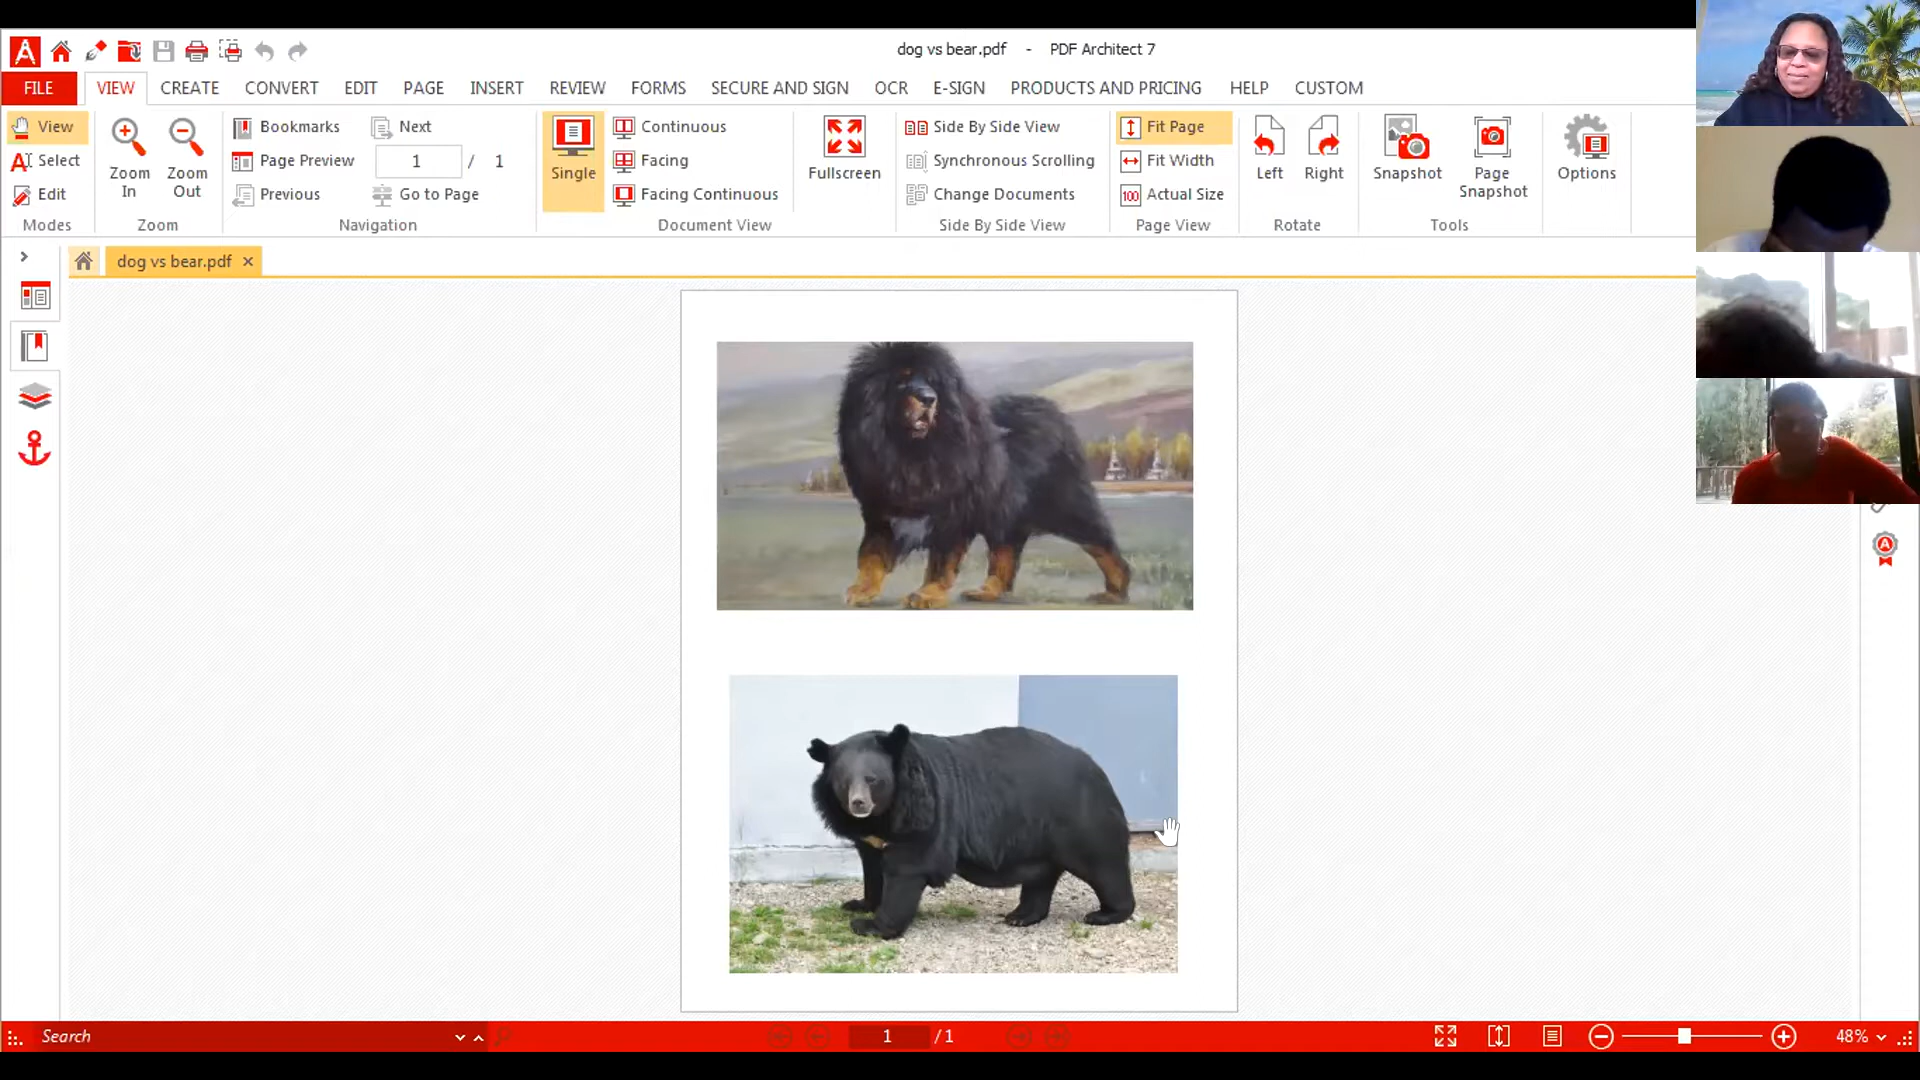 dog vs bear.pdf - PDF Architect 7
FILE VIEW CREATE CONVERT EDIT PAGE INSERT REVIEW FORMS SECURE AND SIGN OCR E-SIGN PRODUCTS AND PRICING HELP CUSTOM
View
Select
Edit
Modes
Zoom In
Zoom Out
Zoom
Bookmarks
Page Preview
Previous
Next
1 / 1
Go to Page
Navigation
Single
Continuous
Facing
Facing Continuous
Document View
Fullscreen
Side By Side View
Synchronous Scrolling
Change Documents
Side By Side View
Fit Page
Fit Width
100 Actual Size
Page View
Left
Right
Rotate
Snapshot
Page Snapshot
Tools
Options
dog vs bear.pdf
Search
1 / 1
48%